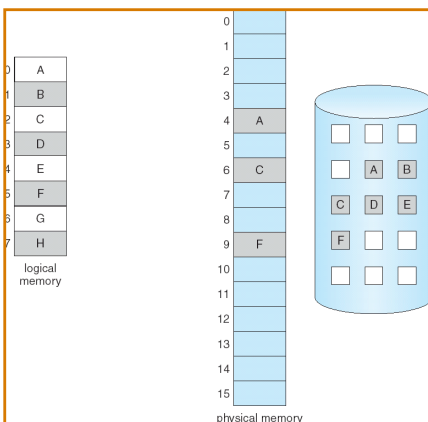 0 A
1 B
2 C
3 D
4 E
5 F
6 G
7 H
logical
memory
0
1
2
3
4 A
5
6 C
7
8
9 F
10
11
12
13
14
15
physical memory
A B
C D E
F